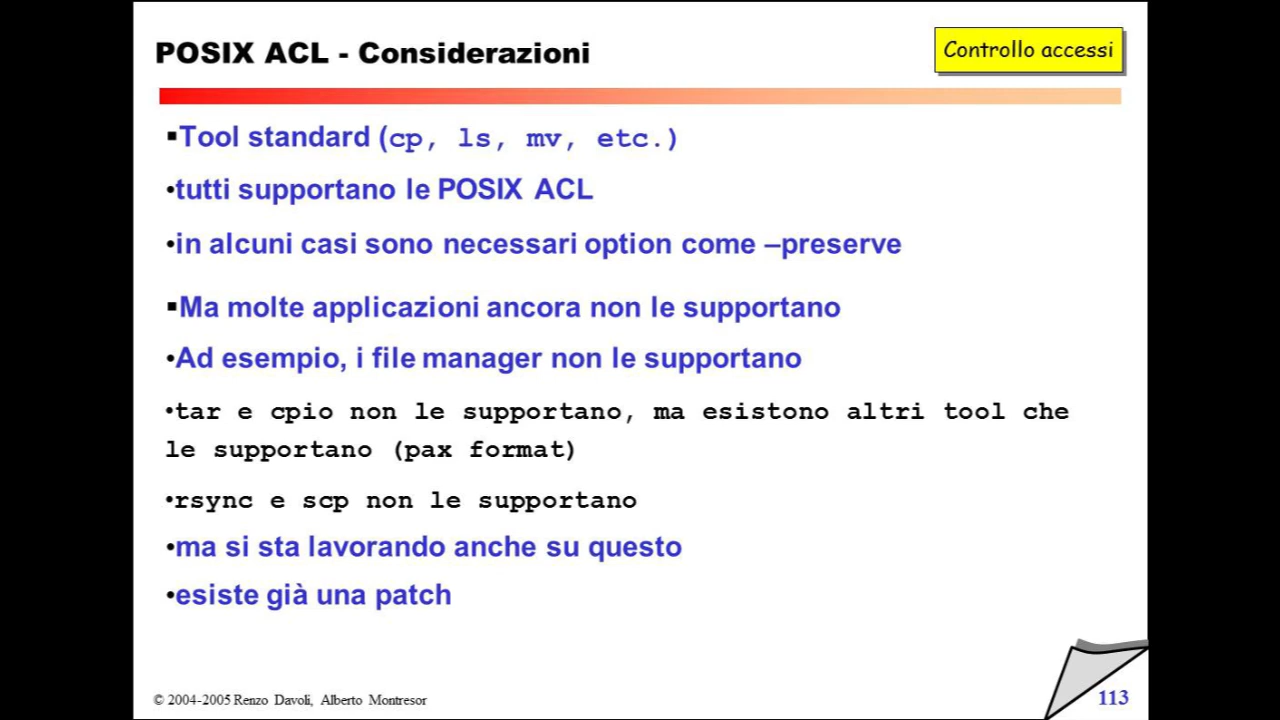 POSIX ACL - Considerazioni
Controllo accessi
▪Tool standard (cp, ls, mv, etc.)
•tutti supportano le POSIX ACL
•in alcuni casi sono necessari option come –preserve
▪Ma molte applicazioni ancora non le supportano
•Ad esempio, i file manager non le supportano
•tar e cpio non le supportano, ma esistono altri tool che
le supportano (pax format)
•rsync e scp non le supportano
•ma si sta lavorando anche su questo
•esiste già una patch
© 2004-2005 Renzo Davoli, Alberto Montresor
113